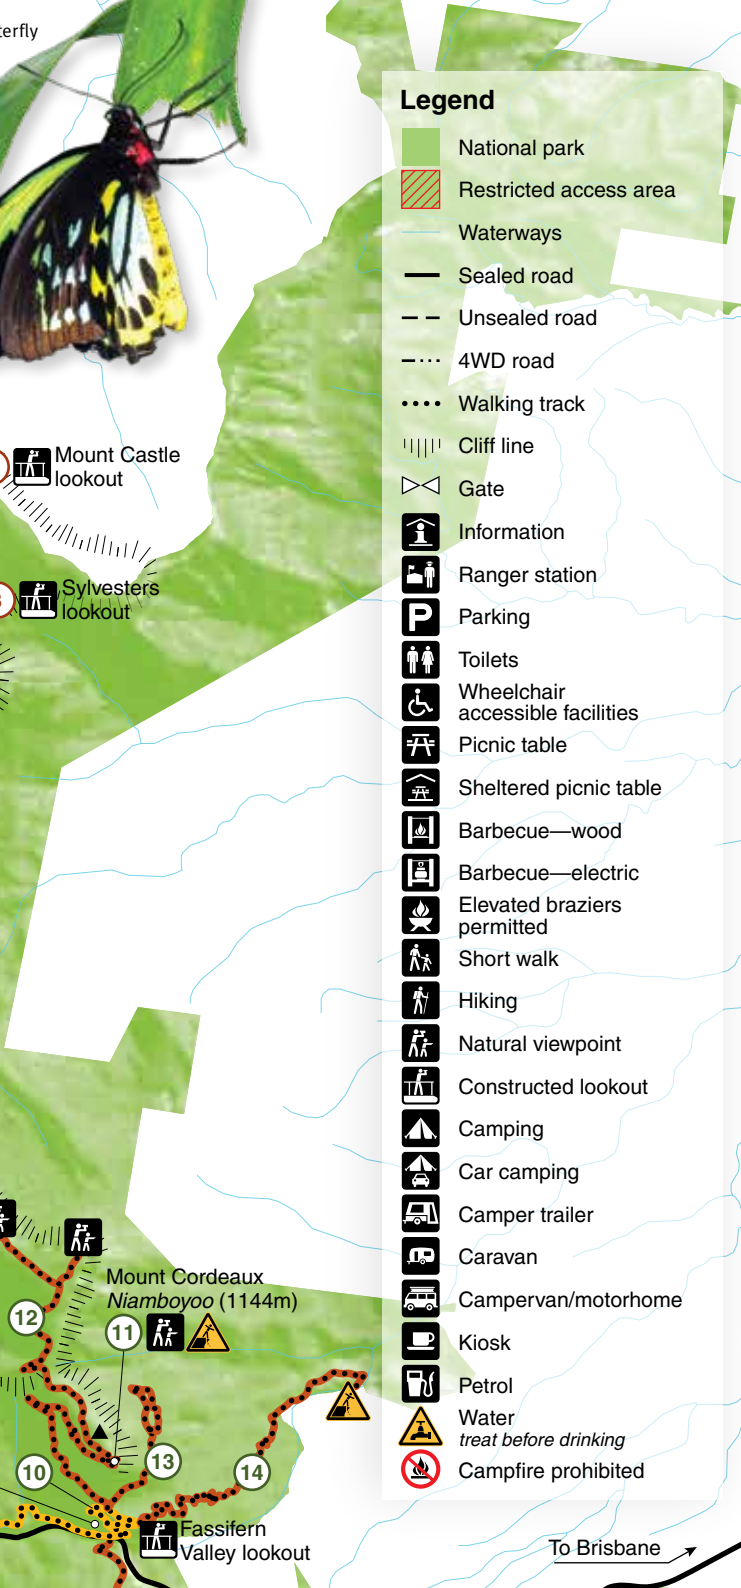 Legend
National park
Restricted access area
Waterways
Sealed road
Unsealed road
4WD road
Walking track
Cliff line
Gate
Information
Ranger station
P
Parking
Toilets
Wheelchair
accessible facilities
Picnic table
Sheltered picnic table
Barbecue—wood
Barbecue—electric
Elevated braziers
permitted
Short walk
Hiking
Natural viewpoint
Constructed lookout
Camping
Car camping
Camper trailer
Caravan
Campervan/motorhome
Kiosk
Petrol
Water
treat before drinking
Campfire prohibited
Mount Castle
lookout
Sylvesters
lookout
Mount Cordeaux
Niamboyoo (1144m)
12
11
10
13
14
Fassifern
Valley lookout
To Brisbane